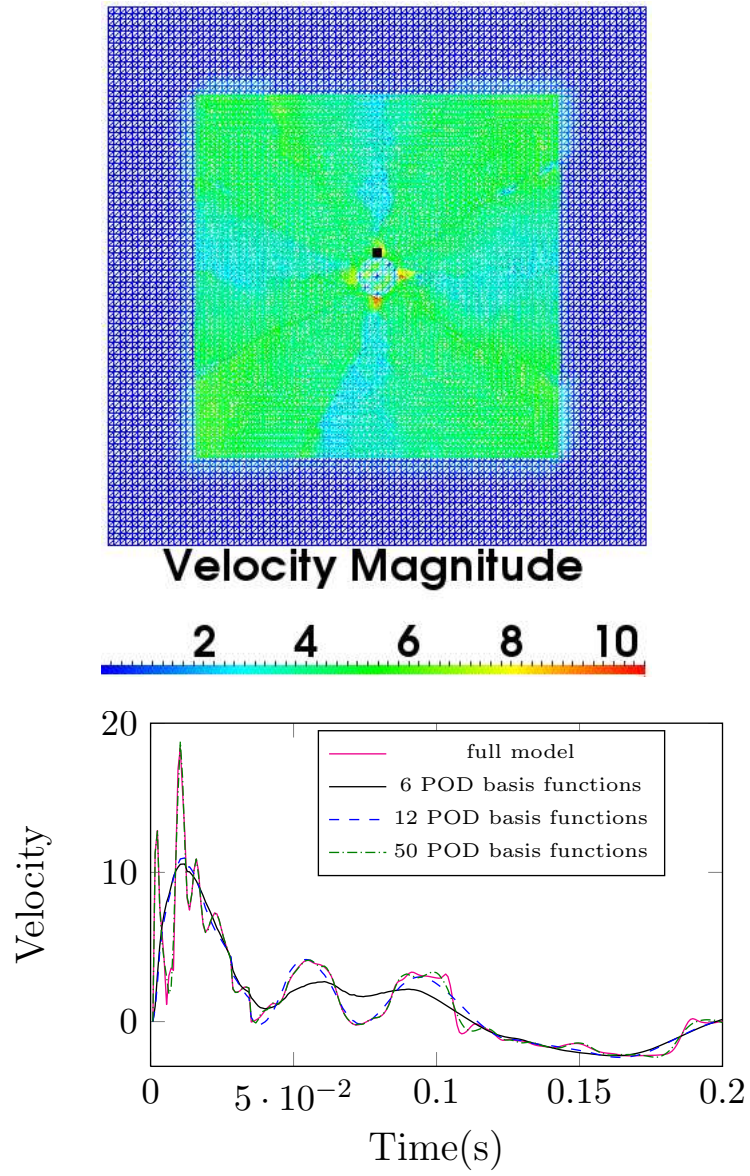 Velocity Magnitude
2 4 6 8 10
20
full model
6 POD basis functions
12 POD basis functions
50 POD basis functions
10
Velocity
0
0 5 · 10⁻² 0.1 0.15 0.2
Time(s)